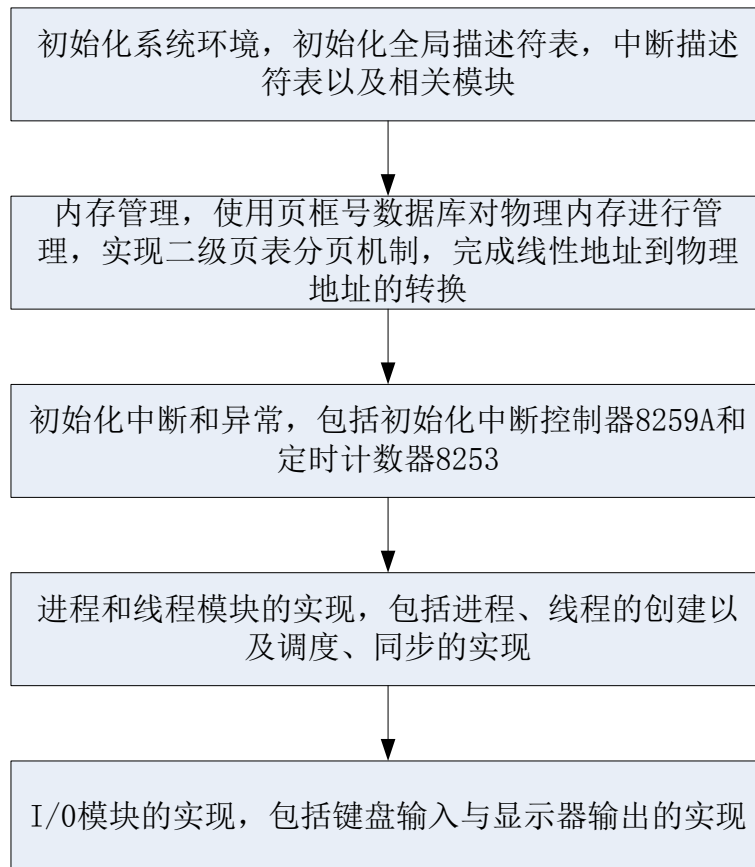 初始化系统环境，初始化全局描述符表，中断描述
符表以及相关模块
内存管理，使用页框号数据库对物理内存进行管
理，实现二级页表分页机制，完成线性地址到物理
地址的转换
初始化中断和异常，包括初始化中断控制器8259A和
定时计数器8253
进程和线程模块的实现，包括进程、线程的创建以
及调度、同步的实现
I/O模块的实现，包括键盘输入与显示器输出的实现